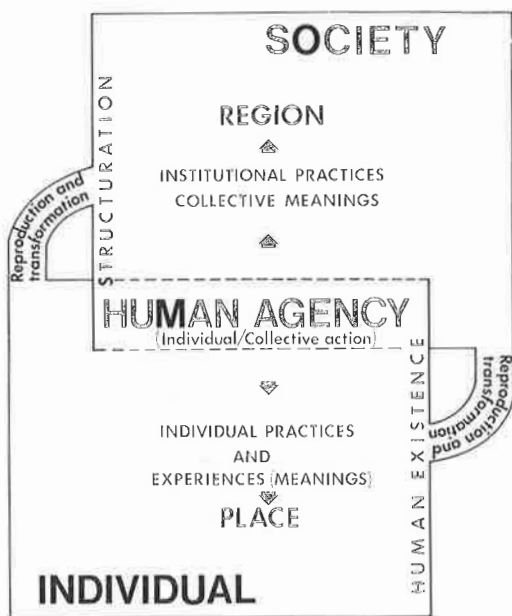 SOCIETY
STRUCTURATION
REGION
INSTITUTIONAL PRACTICES
COLLECTIVE MEANINGS
Reproduction and
transformation
HUMAN AGENCY
(Individual/Collective action)
HUMAN EXISTENCE
Reproduction and
transformation
INDIVIDUAL PRACTICES
AND
EXPERIENCES (MEANINGS)
PLACE
INDIVIDUAL